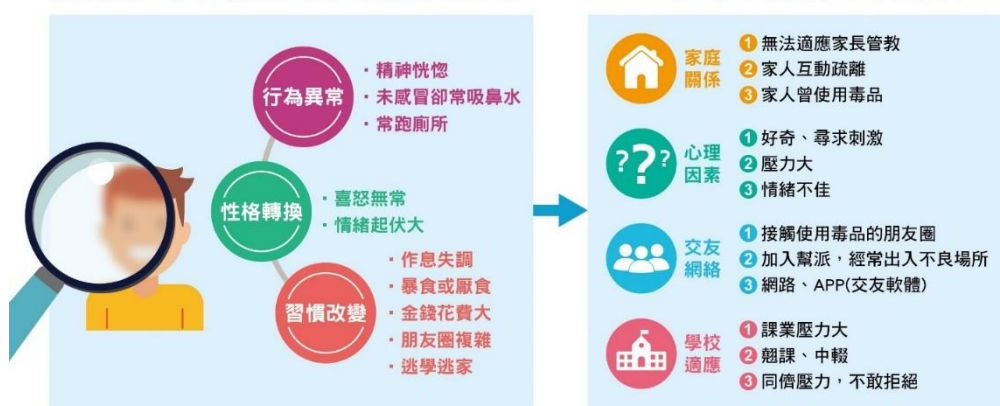 行為異常
・精神恍惚
・未感冒卻常吸鼻水
・常跑廁所
性格轉換
・喜怒無常
・情緒起伏大
習慣改變
・作息失調
・暴食或厭食
・金錢花費大
・朋友圈複雜
・逃學逃家
家庭
關係
1 無法適應家長管教
2 家人互動疏離
3 家人曾使用毒品
???
心理
因素
1 好奇、尋求刺激
2 壓力大
3 情緒不佳
交友
網絡
1 接觸使用毒品的朋友圈
2 加入幫派，經常出入不良場所
3 網路、APP(交友軟體)
學校
適應
1 課業壓力大
2 翹課、中輟
3 同儕壓力，不敢拒絕